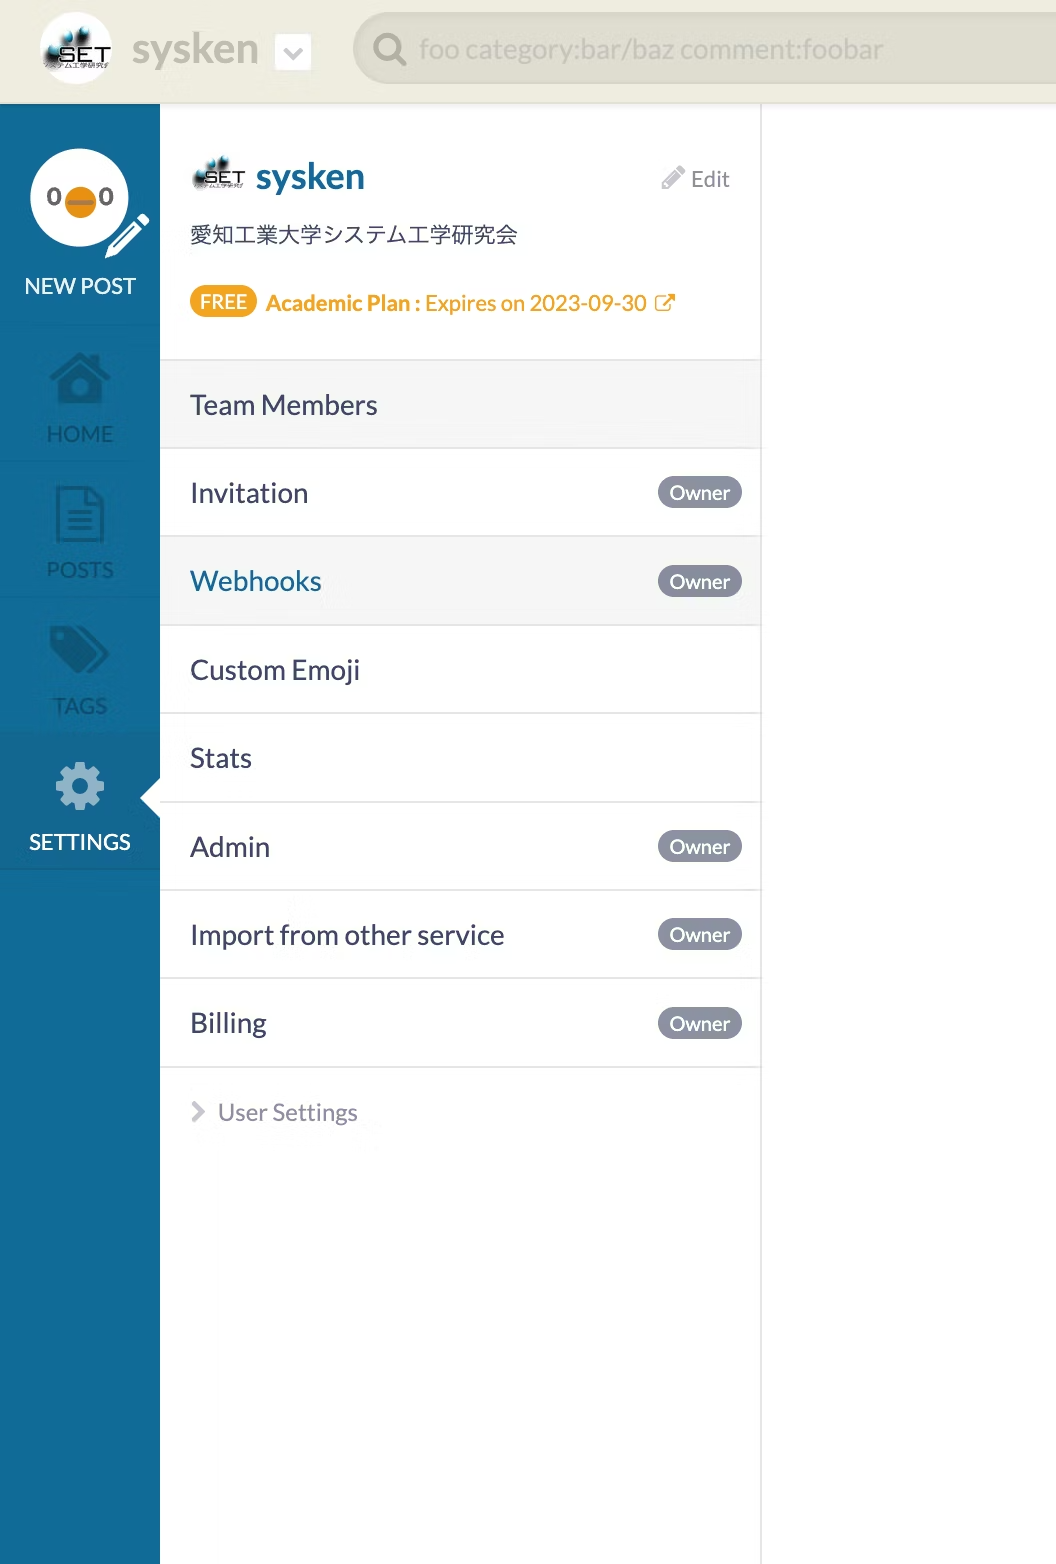 SET
sysken
foo category:bar/baz comment:foobar
0 0
NEW POST
HOME
POSTS
TAGS
SETTINGS
SET
sysken
Edit
愛知工業大学システム工学研究会
FREE Academic Plan : Expires on 2023-09-30
Team Members
Invitation Owner
Webhooks Owner
Custom Emoji
Stats
Admin Owner
Import from other service Owner
Billing Owner
User Settings